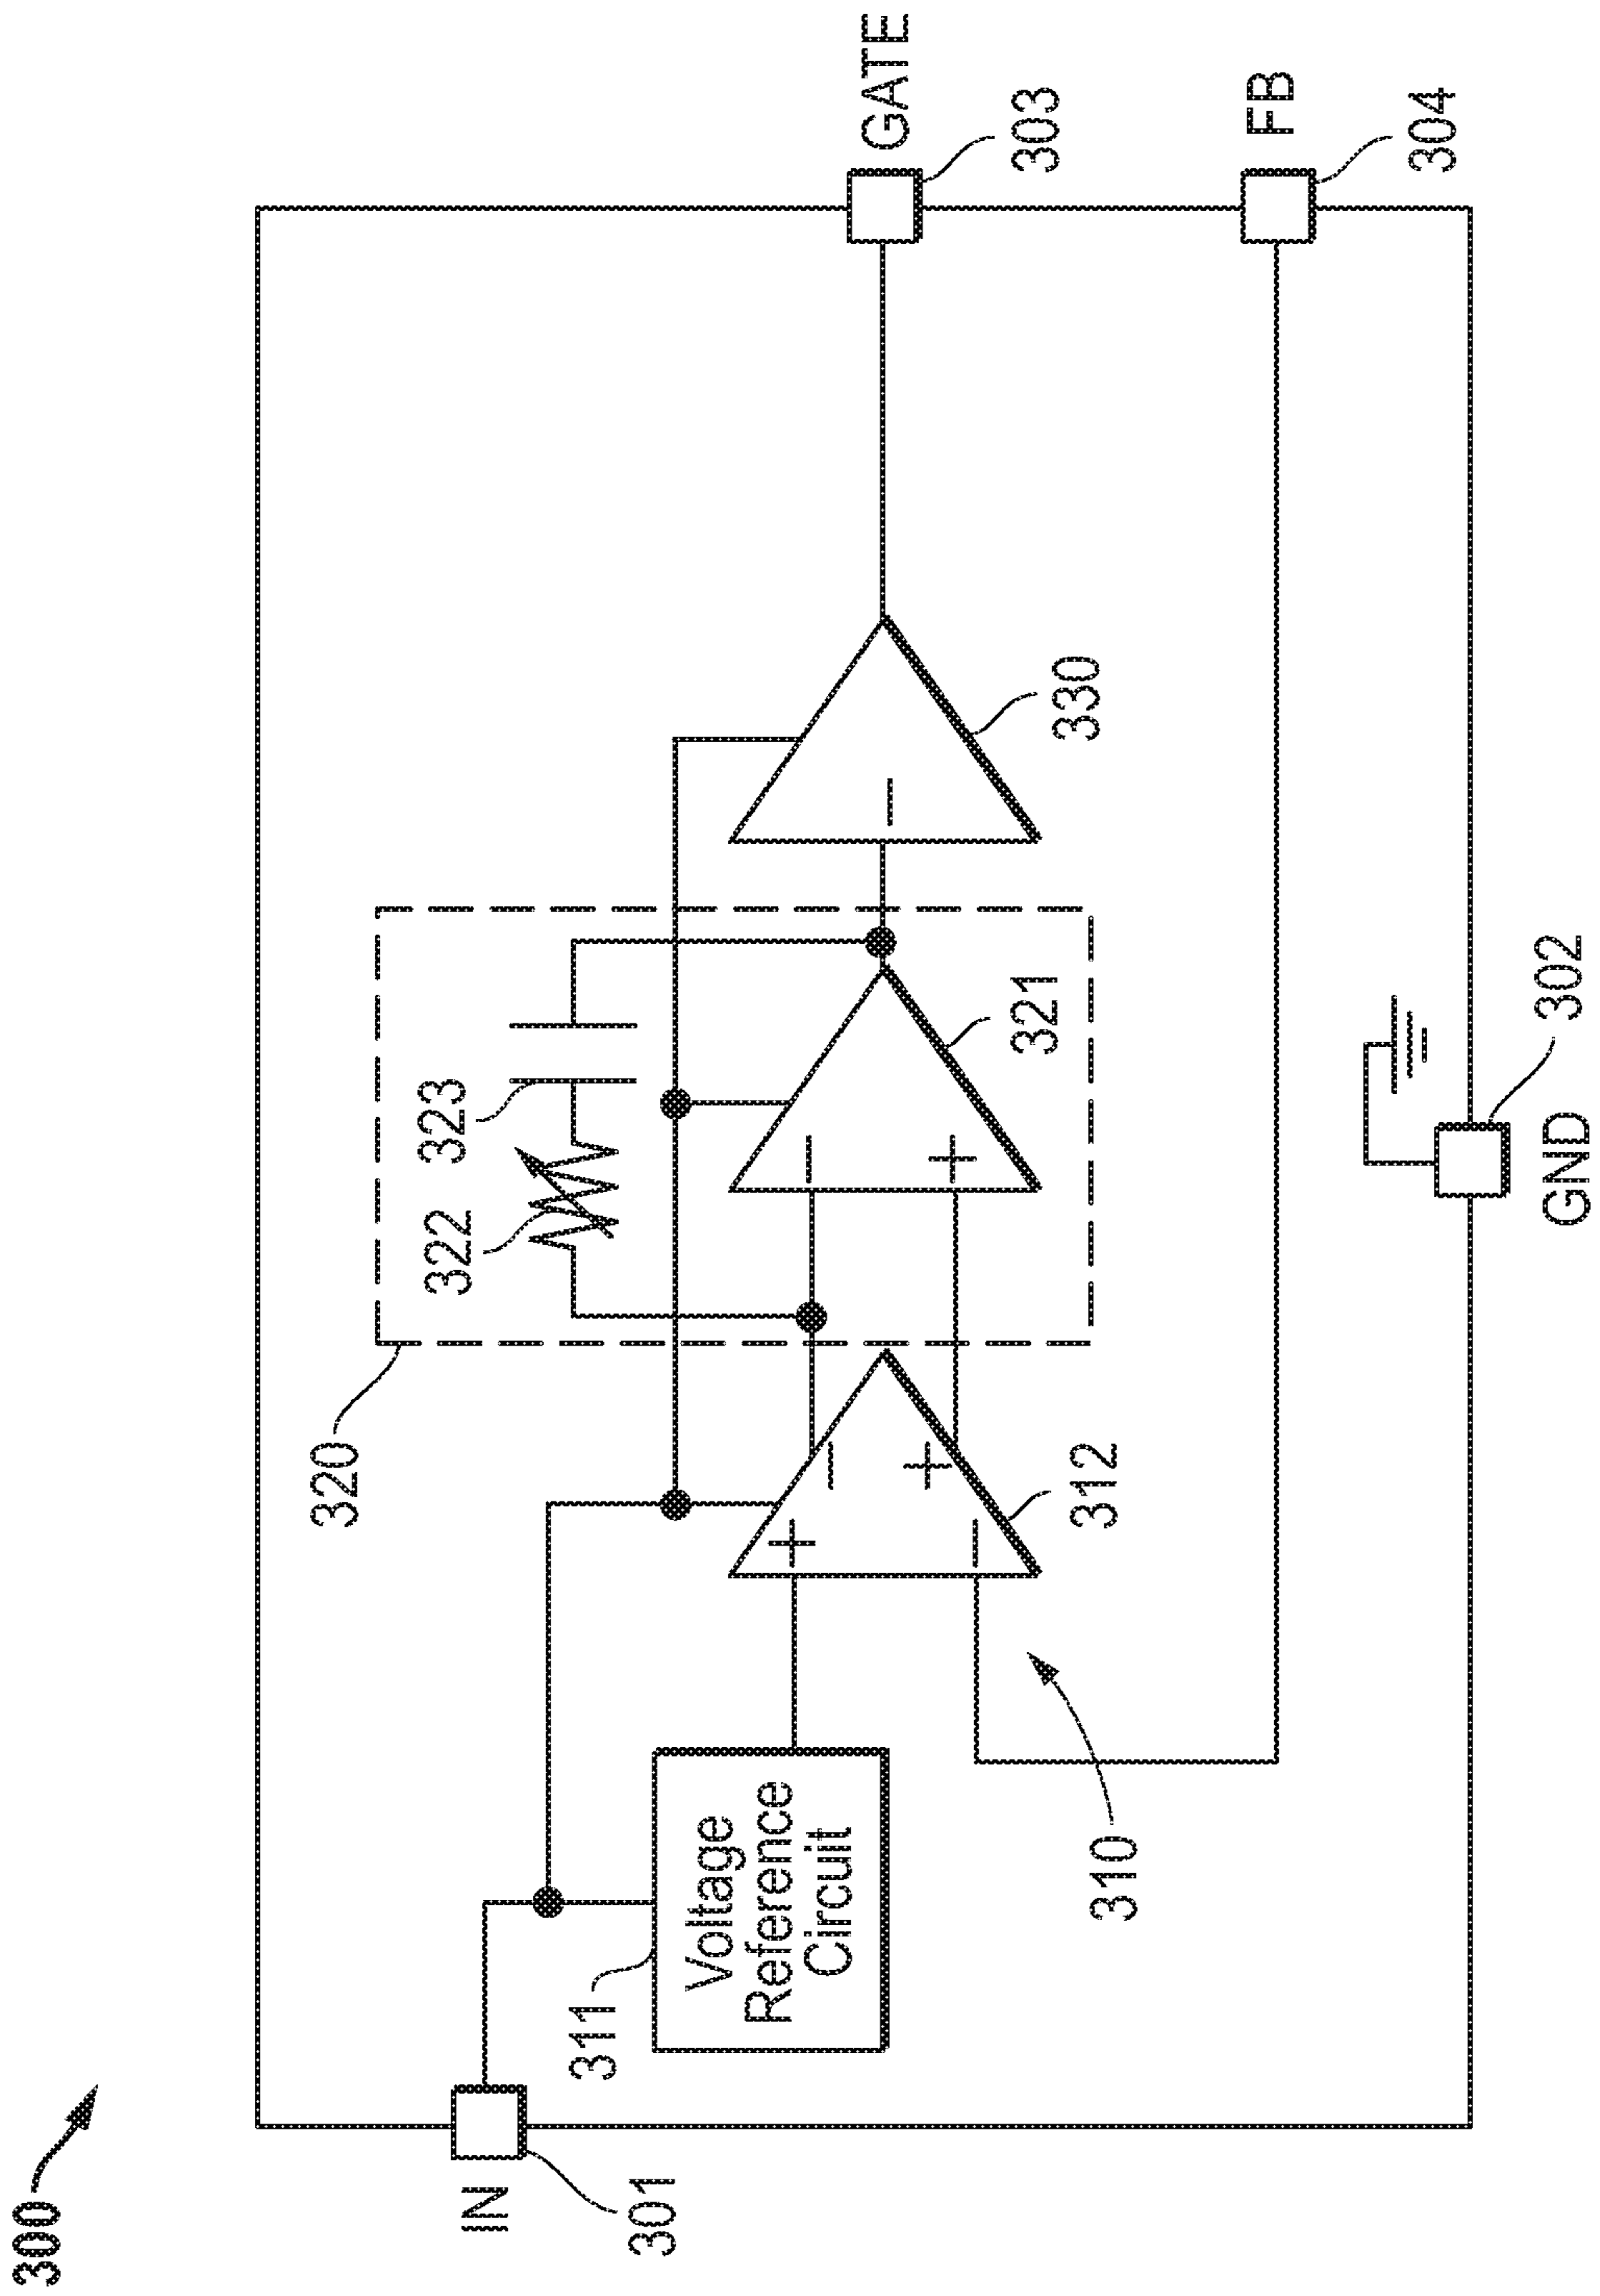 300
IN
301
311
Voltage
Reference
Circuit
310
+
−
−
+
312
320
322
323
−
+
321
−
330
GATE
303
FB
304
GND
302